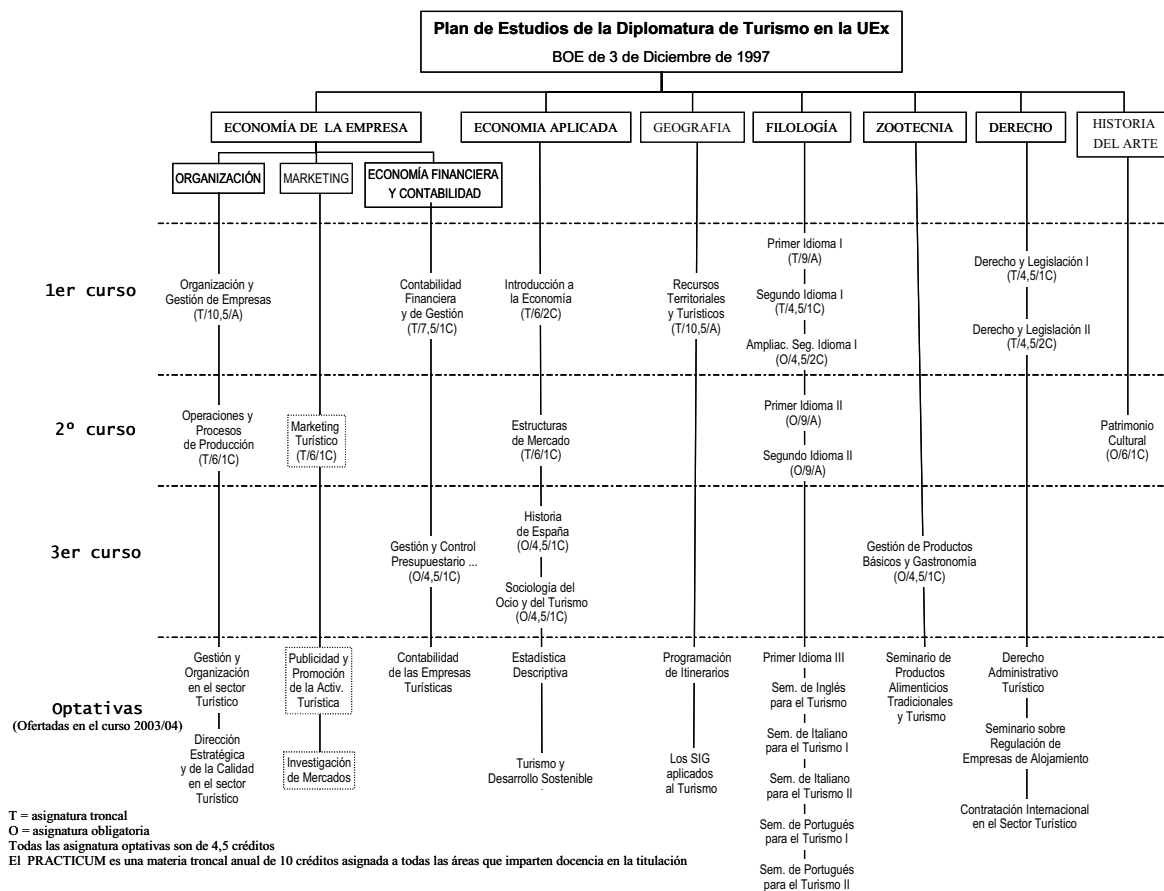 Plan de Estudios de la Diplomatura de Turismo en la UEx
BOE de 3 de Diciembre de 1997
ECONOMÍA DE LA EMPRESA
ECONOMIA APLICADA
GEOGRAFIA
FILOLOGÍA
ZOOTECNIA
DERECHO
HISTORIA
DEL ARTE
ORGANIZACIÓN
MARKETING
ECONOMÍA FINANCIERA
Y CONTABILIDAD
1er curso
Organización y
Gestión de Empresas
(T/10,5/A)
Contabilidad
Financiera
y de Gestión
(T/7,5/1C)
Introducción a
la Economía
(T/6/2C)
Recursos
Territoriales
y Turísticos
(T/10,5/A)
Primer Idioma I
(T/9/A)
Segundo Idioma I
(T/4,5/1C)
Ampliac. Seg. Idioma I
(O/4,5/2C)
Derecho y Legislación I
(T/4,5/1C)
Derecho y Legislación II
(T/4,5/2C)
2º curso
Operaciones y
Procesos
de Producción
(T/6/1C)
Marketing
Turístico
(T/6/1C)
Estructuras
de Mercado
(T/6/1C)
Primer Idioma II
(O/9/A)
Segundo Idioma II
(O/9/A)
Patrimonio
Cultural
(O/6/1C)
3er curso
Gestión y Control
Presupuestario ...
(O/4,5/1C)
Historia
de España
(O/4,5/1C)
Sociología del
Ocio y del Turismo
(O/4,5/1C)
Gestión de Productos
Básicos y Gastronomía
(O/4,5/1C)
Optativas
(Ofertadas en el curso 2003/04)
Gestión y
Organización
en el sector
Turístico
Dirección
Estratégica
y de la Calidad
en el sector
Turístico
Publicidad y
Promoción
de la Activ.
Turística
Investigación
de Mercados
Contabilidad
de las Empresas
Turísticas
Estadística
Descriptiva
Turismo y
Desarrollo Sostenible
Programación
de Itinerarios
Los SIG
aplicados
al Turismo
Primer Idioma III
Sem. de Inglés
para el Turismo
Sem. de Italiano
para el Turismo I
Sem. de Italiano
para el Turismo II
Sem. de Portugués
para el Turismo I
Sem. de Portugués
para el Turismo II
Seminario de
Productos
Alimenticios
Tradicionales
y Turismo
Derecho
Administrativo
Turístico
Seminario sobre
Regulación de
Empresas de Alojamiento
Contratación Internacional
en el Sector Turístico
T = asignatura troncal
O = asignatura obligatoria
Todas las asignatura optativas son de 4,5 créditos
El PRACTICUM es una materia troncal anual de 10 créditos asignada a todas las áreas que imparten docencia en la titulación